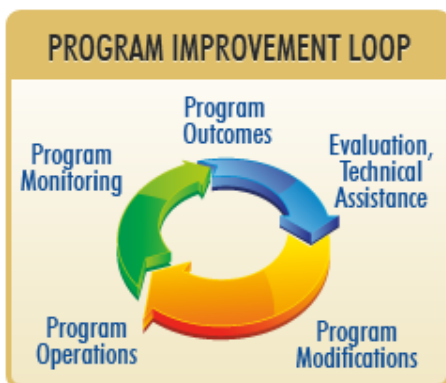 PROGRAM IMPROVEMENT LOOP
Program
Outcomes
Evaluation,
Technical
Assistance
Program
Modifications
Program
Operations
Program
Monitoring